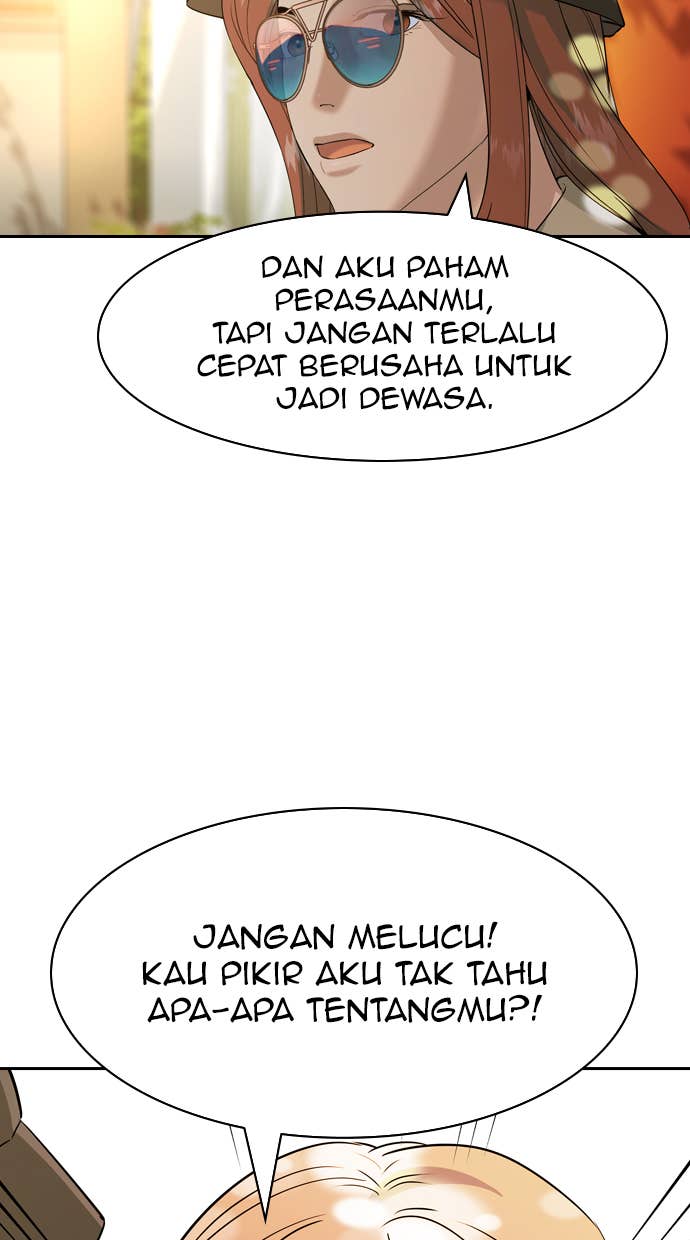 DAN AKU PAHAM
PERASAANMU,
TAPI JANGAN TERLALU
CEPAT BERUSAHA UNTUK
JADI DEWASA.
JANGAN MELUCU!
KAU PIKIR AKU TAK TAHU
APA-APA TENTANGMU?!